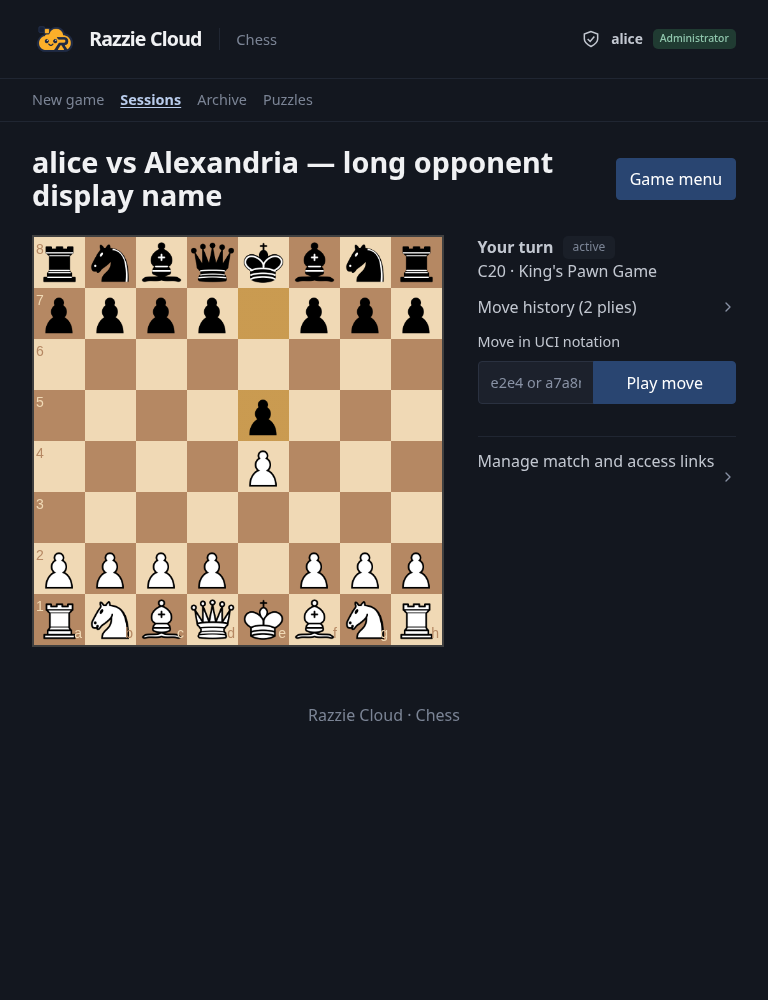 Razzie Cloud
Chess
alice
Administrator
New game
Sessions
Archive
Puzzles
alice vs Alexandria — long opponent
display name
Game menu
8
7
6
5
4
3
2
1
a
b
c
d
e
f
g
h
Your turn
active
C20 · King's Pawn Game
Move history (2 plies)
Move in UCI notation
e2e4 or a7a8
Play move
Manage match and access links
Razzie Cloud · Chess